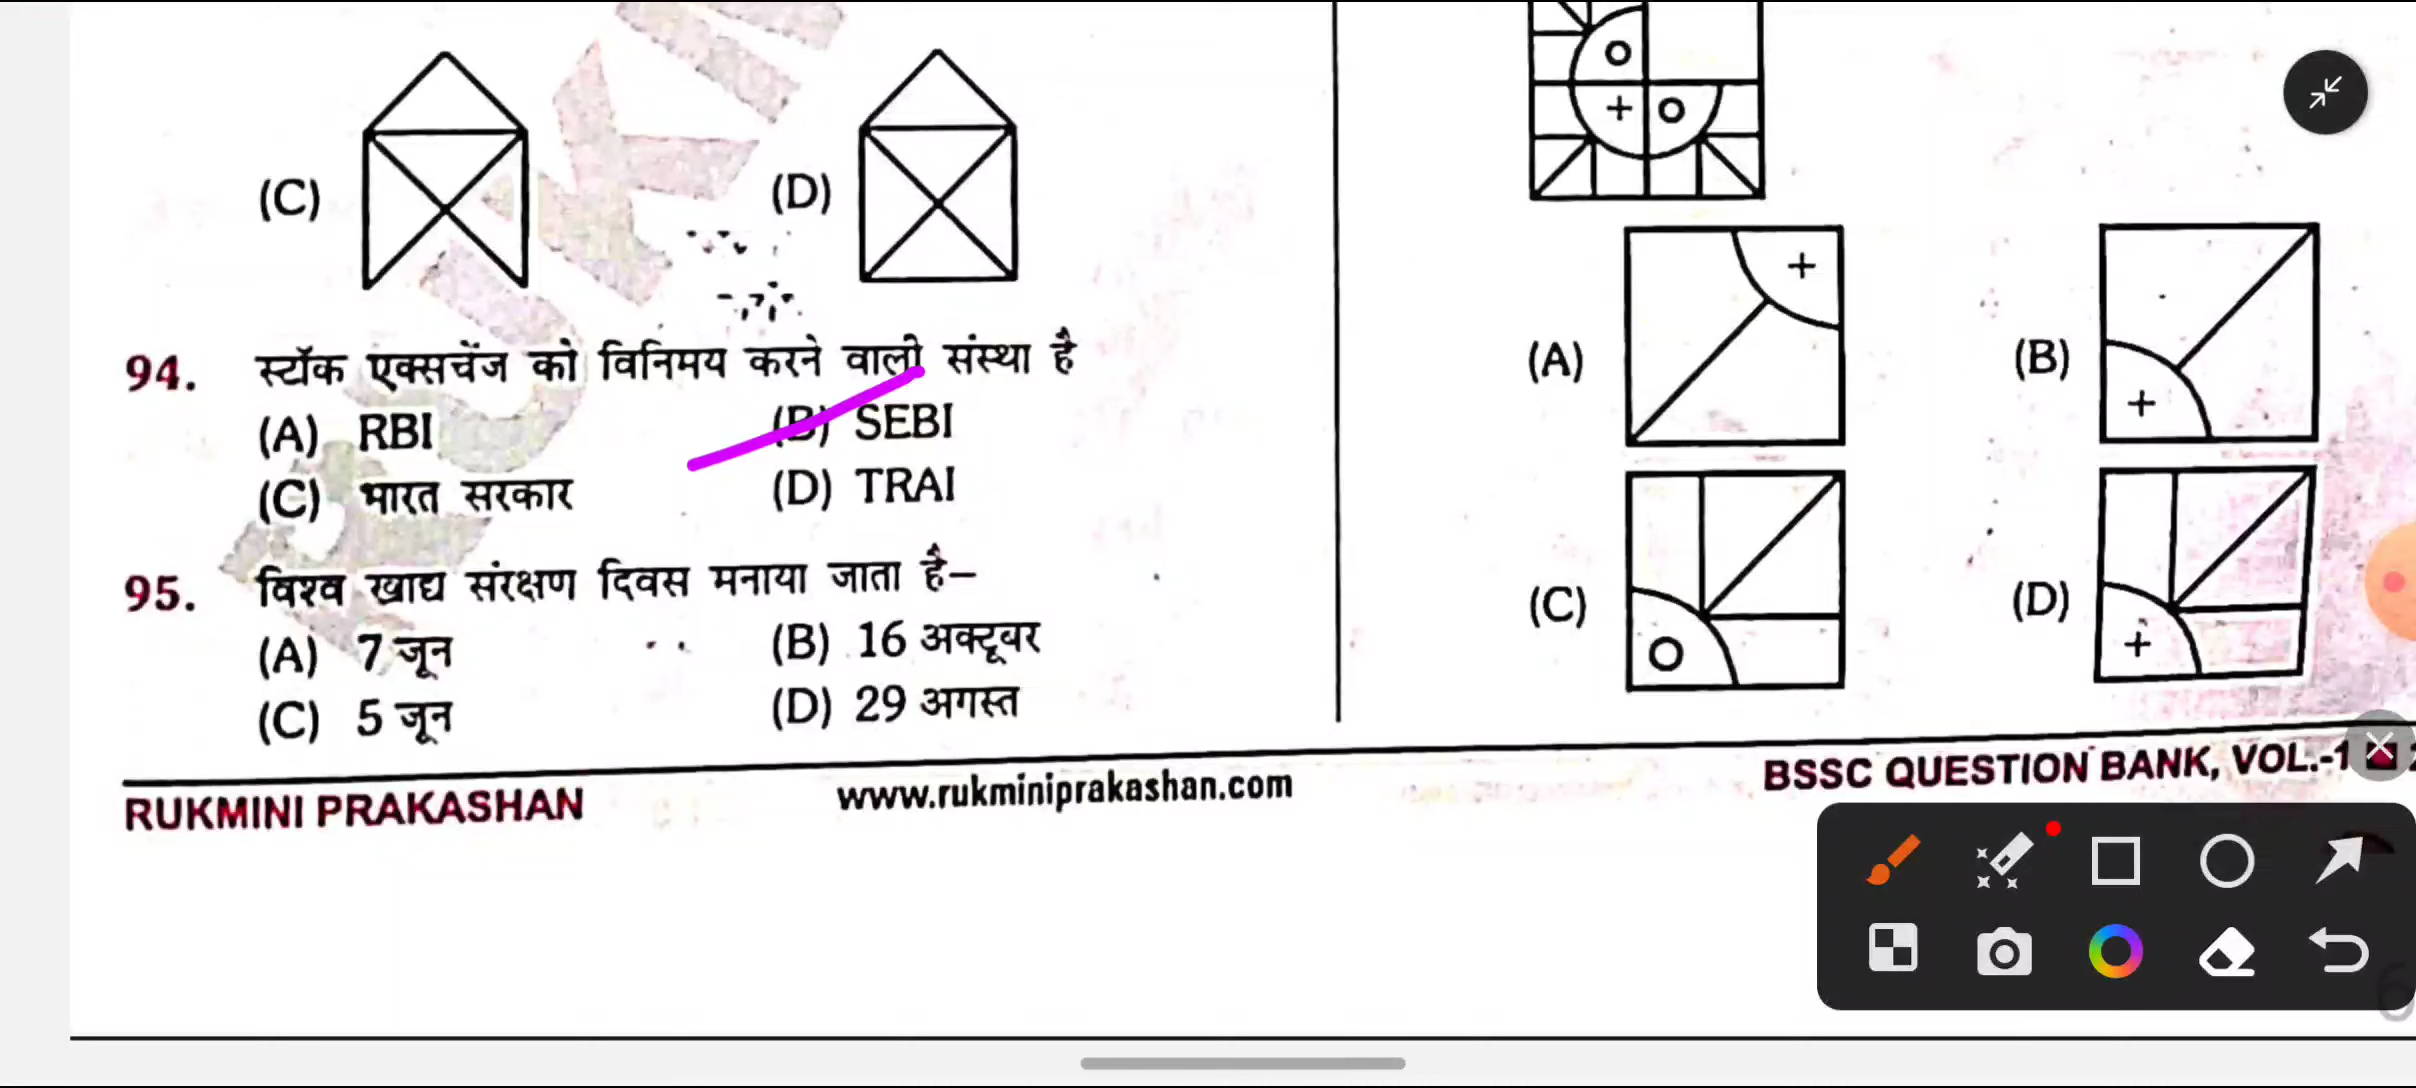 (C)
(D)
94. स्टॉक एक्सचेंज को विनिमय करने वाली संस्था है
(A) RBI
(B) SEBI
(C) भारत सरकार
(D) TRAI
95. विश्व खाद्य संरक्षण दिवस मनाया जाता है–
(A) 7 जून
(B) 16 अक्टूबर
(C) 5 जून
(D) 29 अगस्त
(A)
(B)
(C)
(D)
RUKMINI PRAKASHAN
www.rukminiprakashan.com
BSSC QUESTION BANK, VOL.-1